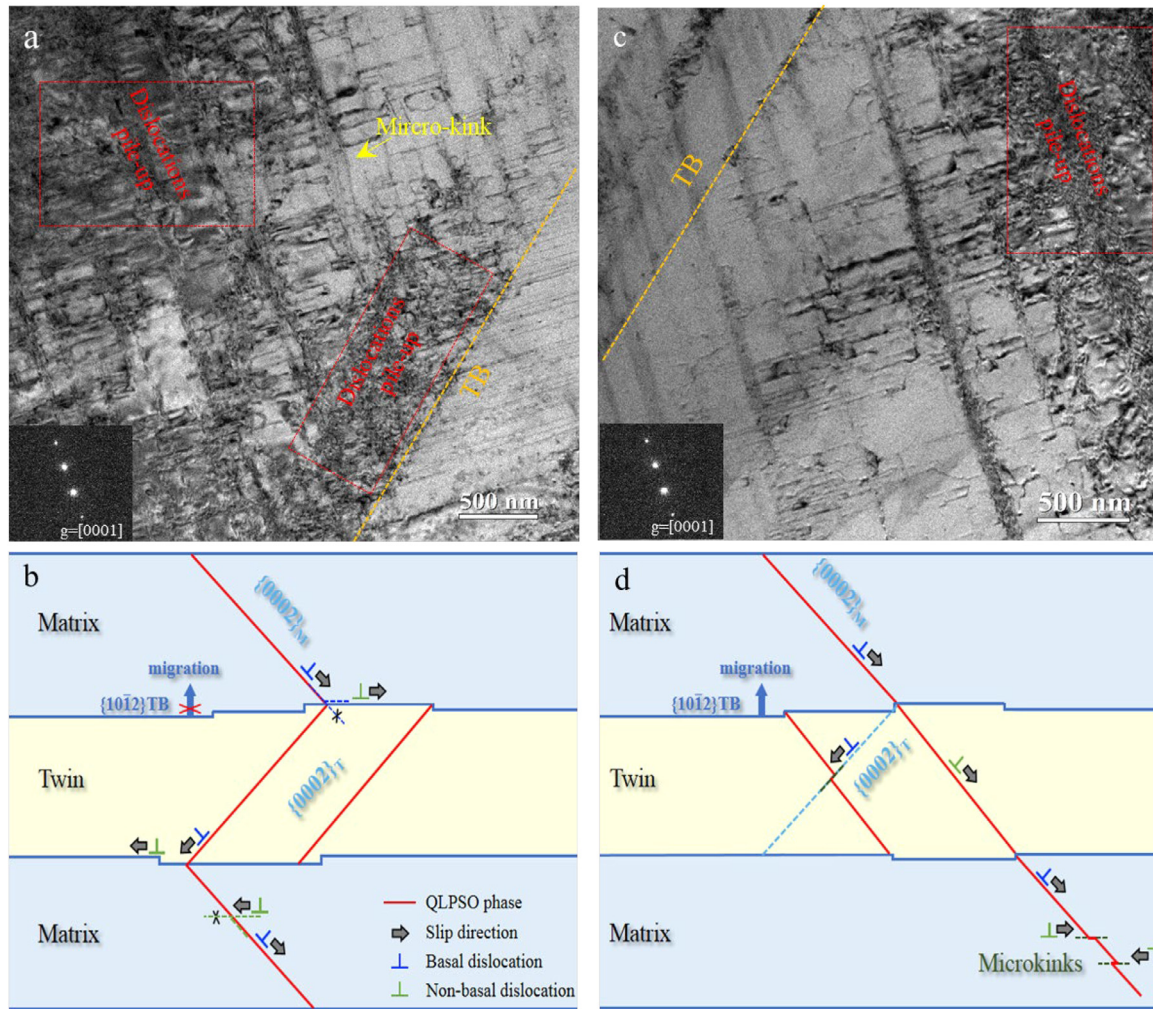 a
Dislocations
pile-up
Mircro-kink
Dislocations
pile-up
TB
g=[0001]
500 nm
c
TB
Dislocations
pile-up
g=[0001]
500 nm
b
Matrix
{0002}M
migration
{101̄2}TB
Twin
{0002}T
Matrix
QLPSO phase
Slip direction
Basal dislocation
Non-basal dislocation
d
Matrix
{0002}M
migration
{101̄2}TB
Twin
{0002}T
Matrix
Microkinks